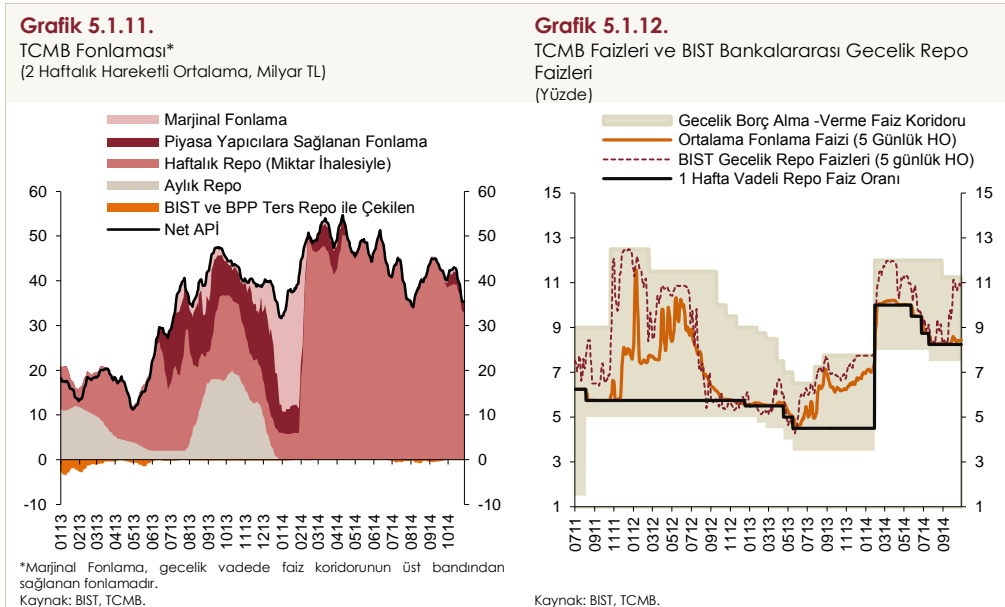 Grafik 5.1.11.
TCMB Fonlaması*
(2 Haftalık Hareketli Ortalama, Milyar TL)
Marjinal Fonlama
Piyasa Yapıcılara Sağlanan Fonlama
Haftalık Repo (Miktar İhalesiyle)
Aylık Repo
BIST ve BPP Ters Repo ile Çekilen
Net APİ
60 60
50 50
40 40
30 30
20 20
10 10
0 0
-10 -10
0113 0213 0313 0413 0513 0613 0713 0813 0913 1013 1113 1213 0114 0214 0314 0414 0514 0614 0714 0814 0914 1014
*Marjinal Fonlama, gecelik vadede faiz koridorunun üst bandından
sağlanan fonlamadır.
Kaynak: BIST, TCMB.
Grafik 5.1.12.
TCMB Faizleri ve BIST Bankalararası Gecelik Repo
Faizleri
(Yüzde)
Gecelik Borç Alma -Verme Faiz Koridoru
Ortalama Fonlama Faizi (5 Günlük HO)
BIST Gecelik Repo Faizleri (5 günlük HO)
1 Hafta Vadeli Repo Faiz Oranı
15 15
13 13
11 11
9 9
7 7
5 5
3 3
1 1
0711 0911 1111 0112 0312 0512 0712 0912 1112 0113 0313 0513 0713 0913 1113 0114 0314 0514 0714 0914
Kaynak: BIST, TCMB.